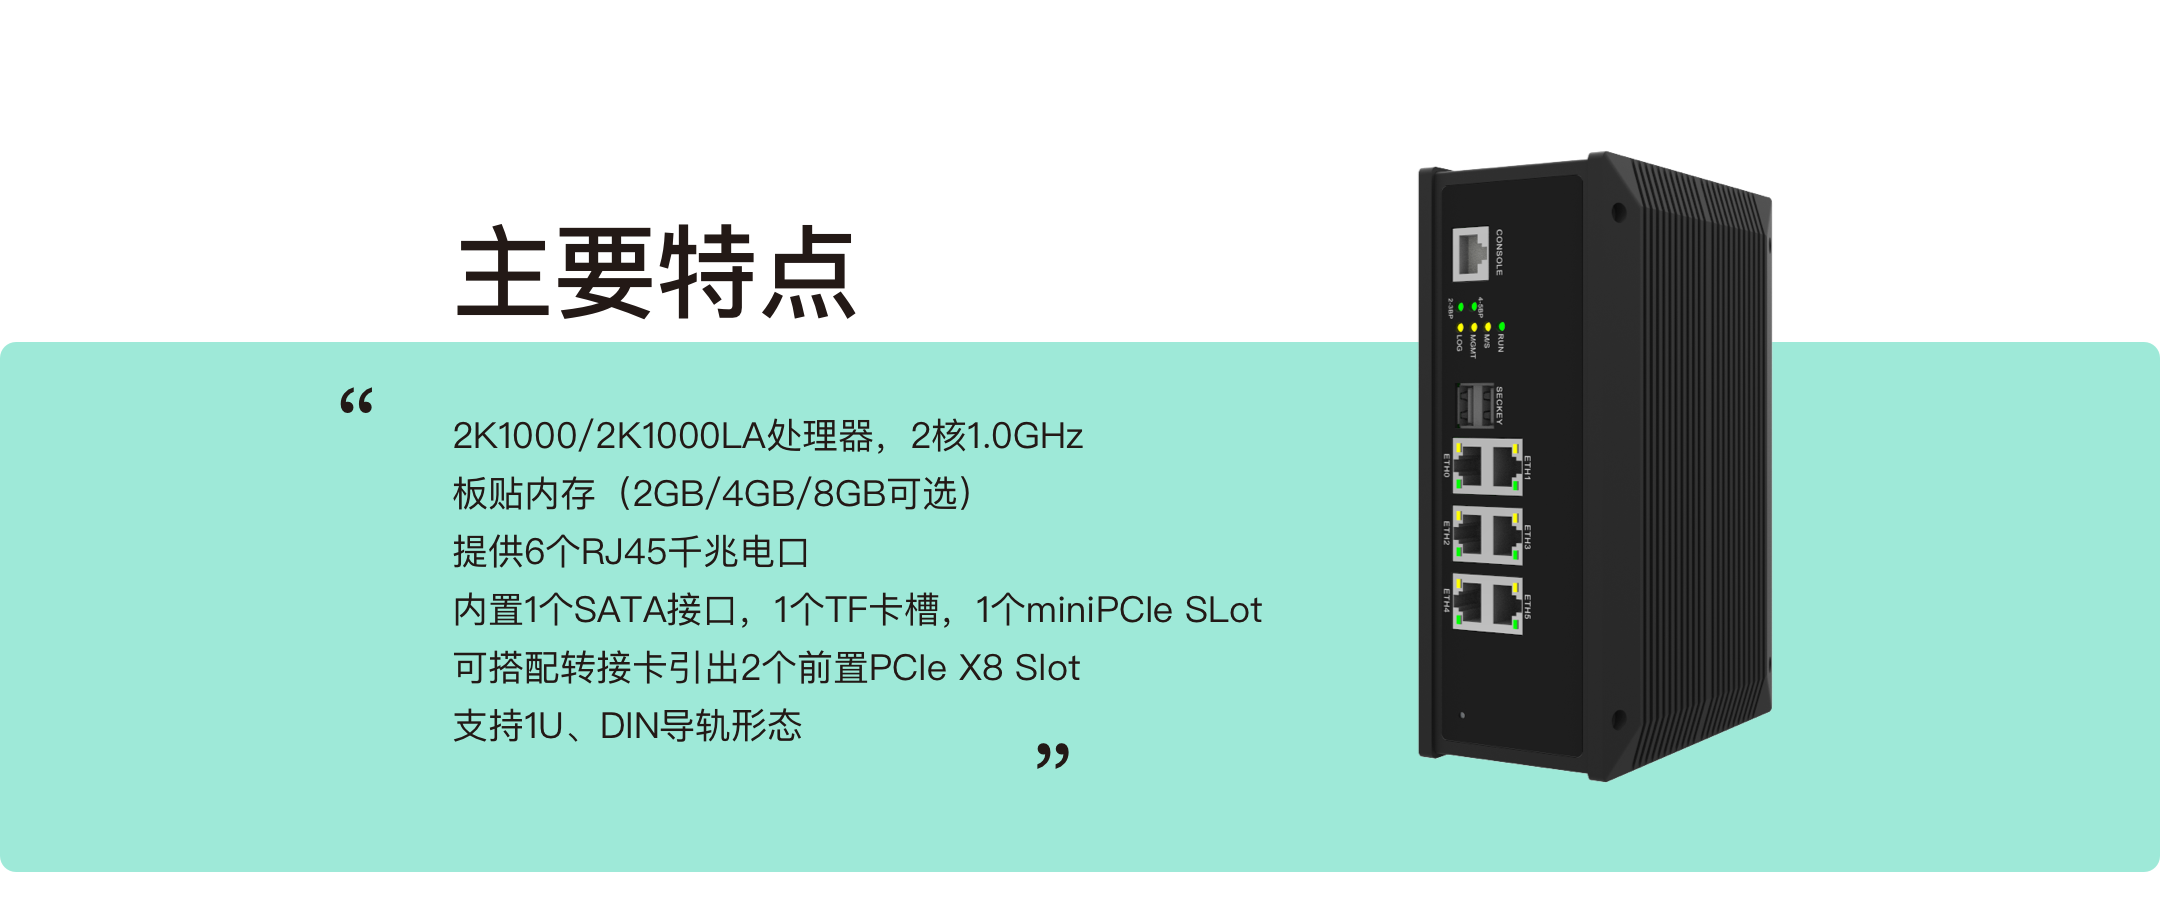 主要特点
“
2K1000/2K1000LA处理器，2核1.0GHz
板贴内存（2GB/4GB/8GB可选）
提供6个RJ45千兆电口
内置1个SATA接口，1个TF卡槽，1个miniPCIe SLot
可搭配转接卡引出2个前置PCIe X8 Slot
支持1U、DIN导轨形态
”
CONSOLE
2-3BP
4-5BP
LOG
MGMT
M/S
RUN
SECKEY
ETH0
ETH1
ETH2
ETH3
ETH4
ETH5